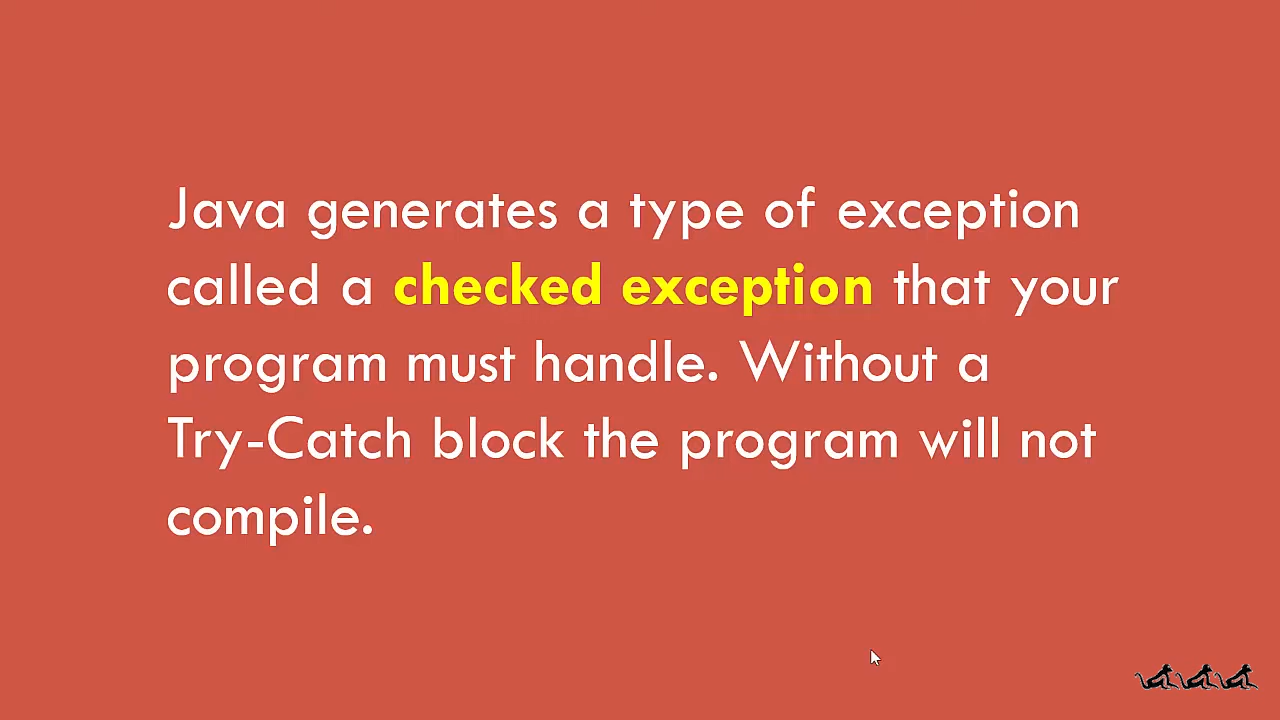 Java generates a type of exception
called a checked exception that your
program must handle. Without a
Try-Catch block the program will not
compile.